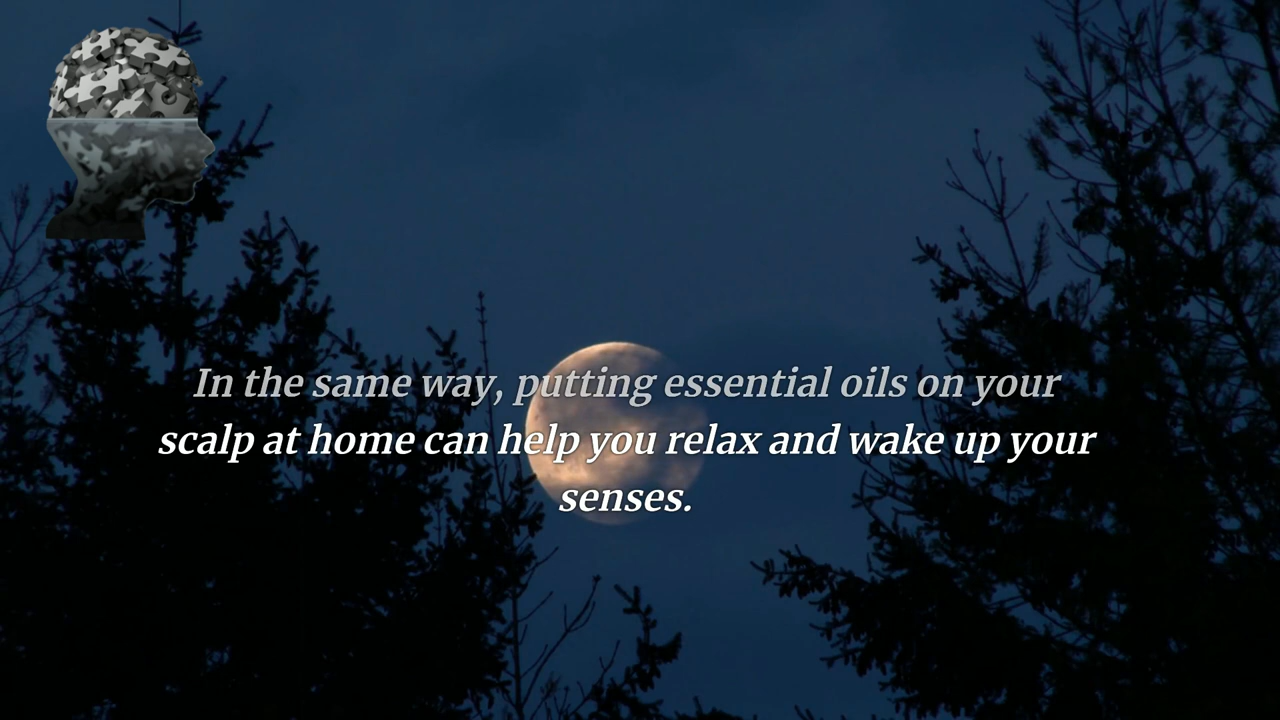 In the same way, putting essential oils on your
scalp at home can help you relax and wake up your
senses.